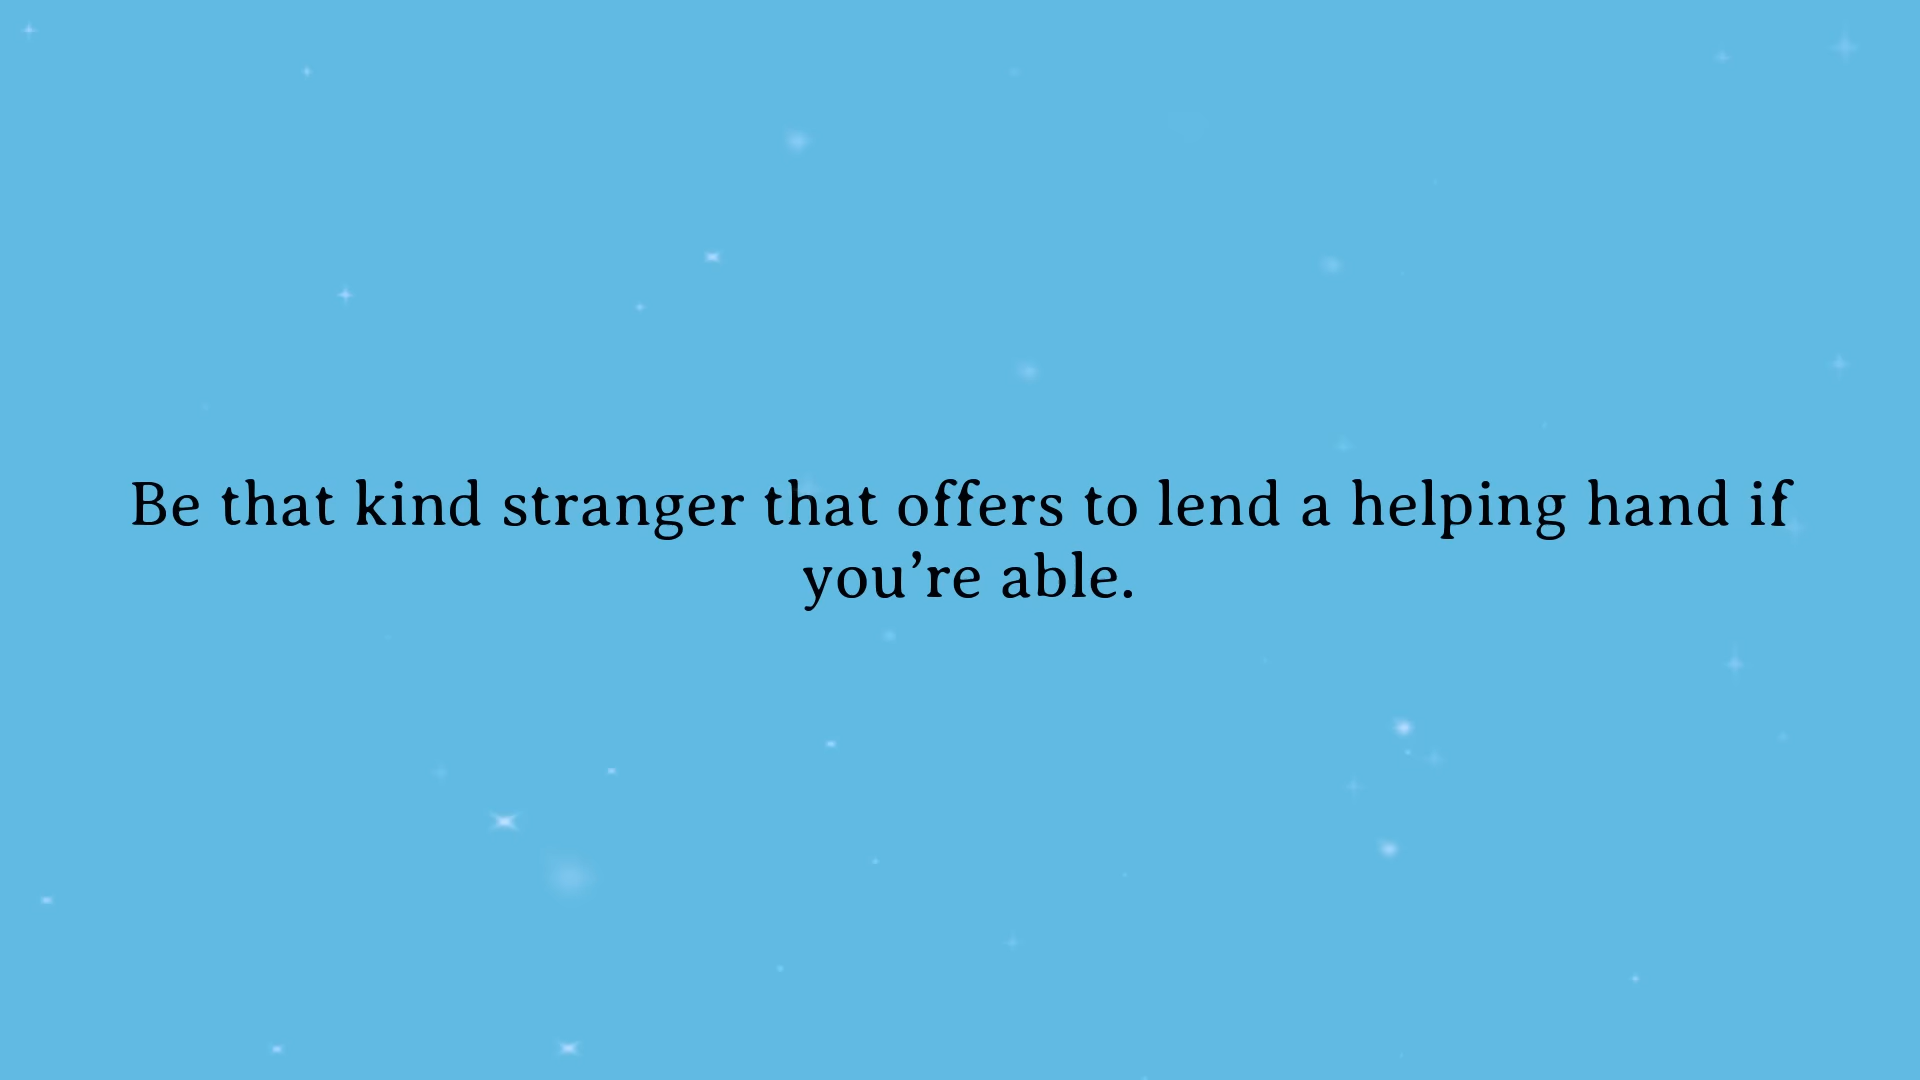 Be that kind stranger that offers to lend a helping hand if
you’re able.